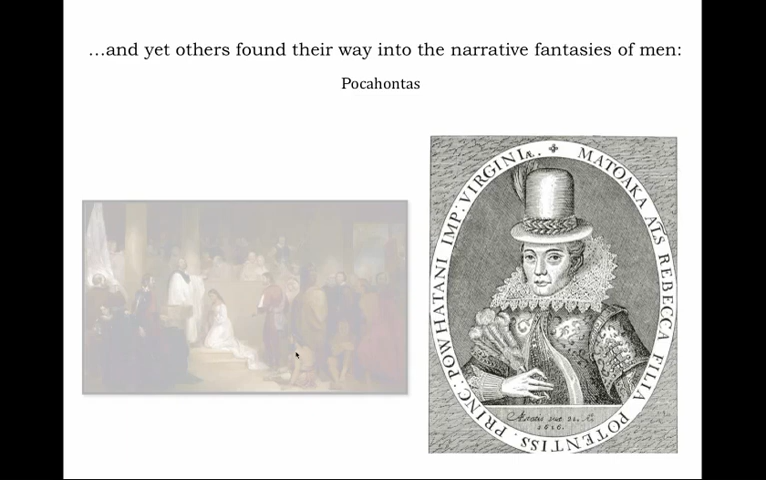 ...and yet others found their way into the narrative fantasies of men:
Pocahontas
MATOAKA ALS REBECCA FILIA POTENTISS. PRINC: POWHATANI IMP: VIRGINIÆ.
Ætatis suæ 21. A.
1616.